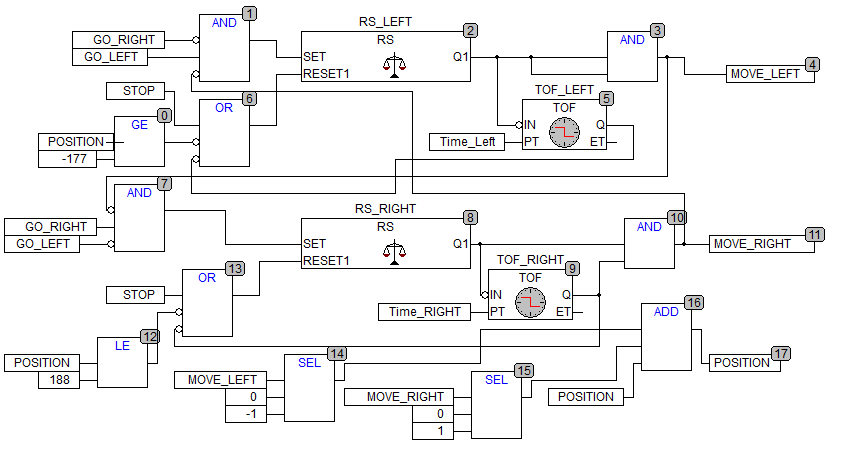 RS_LEFT
AND 1
RS 2
AND 3
GO_RIGHT
GO_LEFT
SET Q1
RESET1
MOVE_LEFT 4
STOP
OR 6
TOF_LEFT
TOF 5
GE 0
IN Q
POSITION
Time_Left PT ET
-177
AND 7
RS_RIGHT
RS 8
AND 10
GO_RIGHT
GO_LEFT
SET Q1
MOVE_RIGHT 11
RESET1
TOF_RIGHT
OR 13
TOF 9
STOP
IN Q
Time_RIGHT PT ET
ADD 16
LE 12
POSITION
SEL 14
POSITION 17
188
MOVE_LEFT
SEL 15
0
MOVE_RIGHT
POSITION
-1
0
1